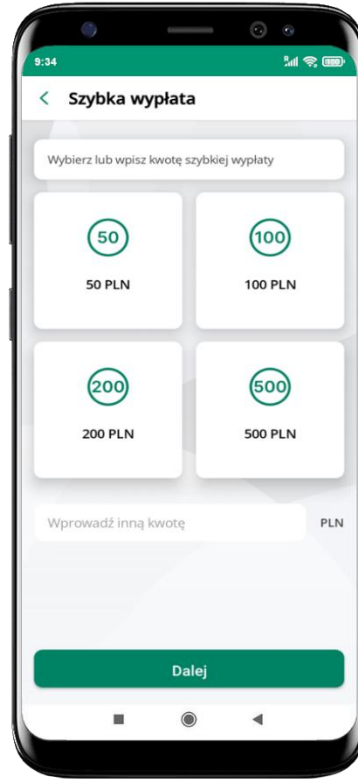 9:34
Szybka wypłata
Wybierz lub wpisz kwotę szybkiej wypłaty
50
100
50 PLN
100 PLN
200
500
200 PLN
500 PLN
Wprowadź inną kwotę
PLN
Dalej